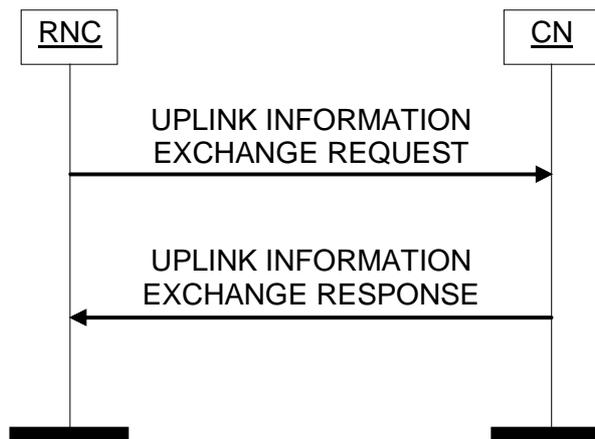 RNC
CN
UPLINK INFORMATION
EXCHANGE REQUEST
UPLINK INFORMATION
EXCHANGE RESPONSE